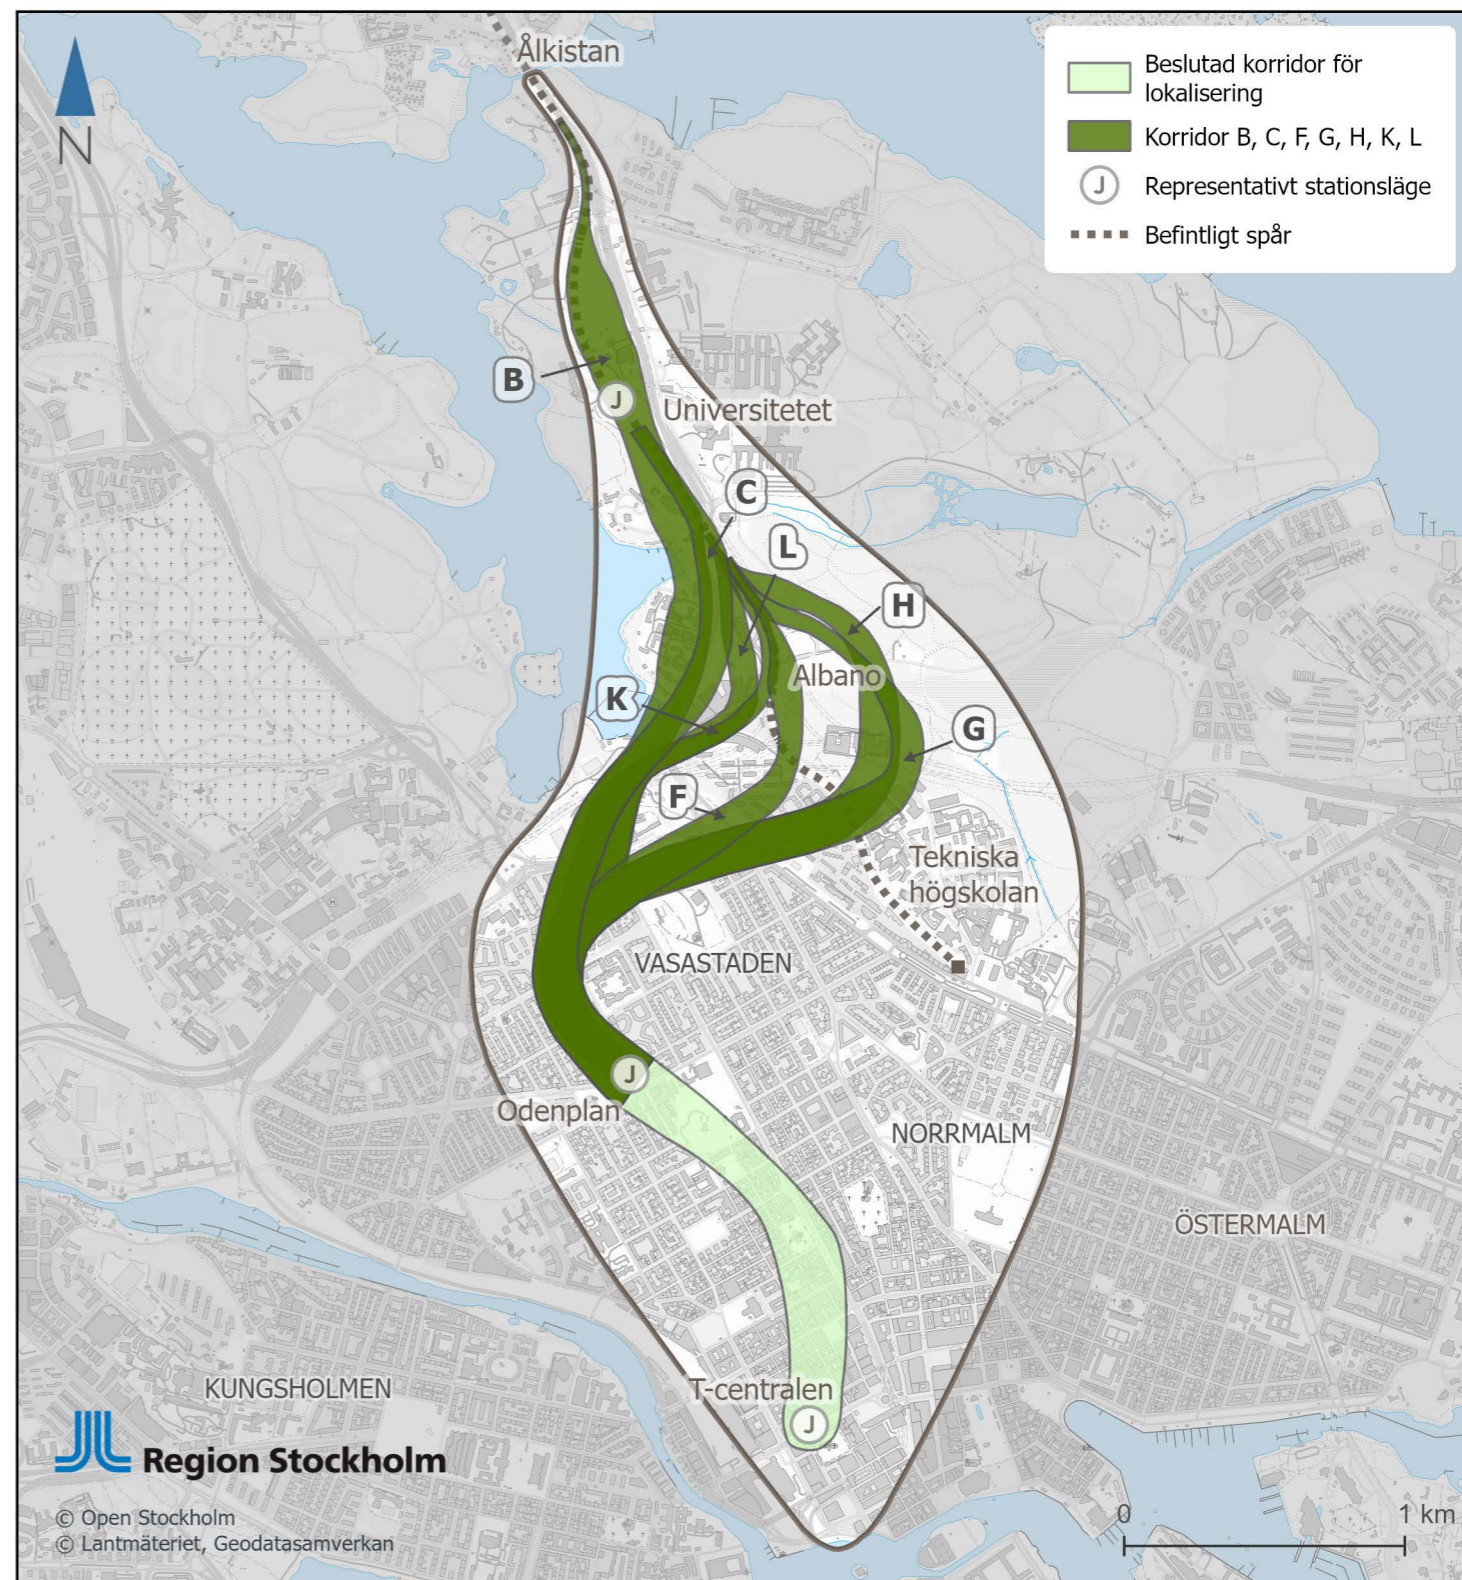 Ålkistan
N
Beslutad korridor för
lokalisering
Korridor B, C, F, G, H, K, L
J
Representativt stationsläge
Befintligt spår
B
J
Universitetet
C
L
H
Albano
K
G
F
Tekniska
högskolan
VASASTADEN
J
Odenplan
NORRMALM
ÖSTERMALM
KUNGSHOLMEN
T-centralen
J
Region Stockholm
© Open Stockholm
© Lantmäteriet, Geodatasamverkan
0
1 km